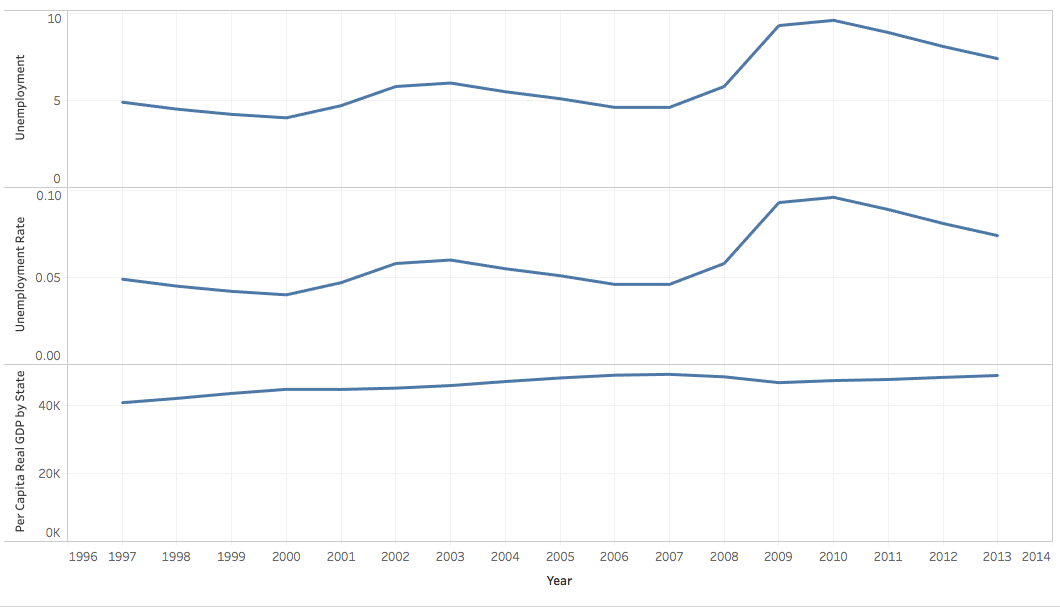 Unemployment
10
5
0
Unemployment Rate
0.10
0.05
0.00
Per Capita Real GDP by State
40K
20K
0K
1996 1997 1998 1999 2000 2001 2002 2003 2004 2005 2006 2007 2008 2009 2010 2011 2012 2013 2014
Year